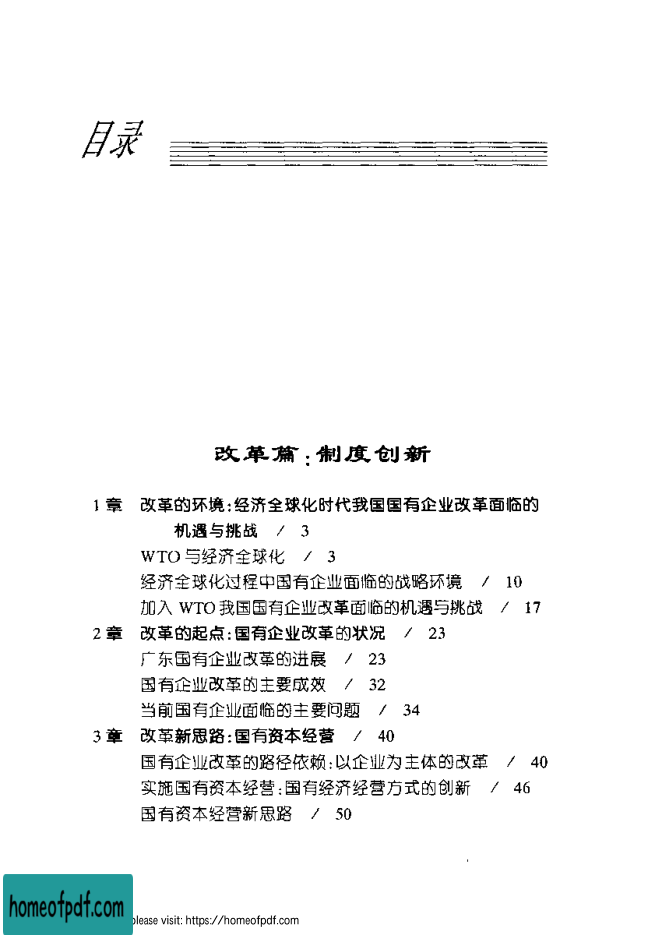 目录
改革篇:制度创新
1章 改革的环境:经济全球化时代我国国有企业改革面临的
机遇与挑战 / 3
WTO与经济全球化 / 3
经济全球化过程中国有企业面临的战略环境 / 10
加入WTO我国国有企业改革面临的机遇与挑战 / 17
2章 改革的起点:国有企业改革的状况 / 23
广东国有企业改革的进展 / 23
国有企业改革的主要成效 / 32
当前国有企业面临的主要问题 / 34
3章 改革新思路:国有资本经营 / 40
国有企业改革的路径依赖:以企业为主体的改革 / 40
实施国有资本经营:国有经济经营方式的创新 / 46
国有资本经营新思路 / 50
homeofpdf.com
please visit: https://homeofpdf.com